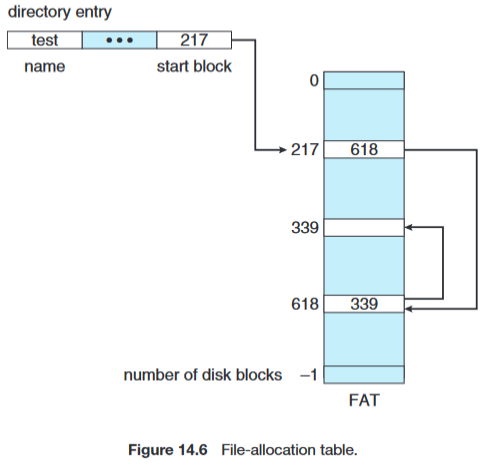 directory entry
test ••• 217
name start block
0
217 618
339
618 339
number of disk blocks –1
FAT
Figure 14.6 File-allocation table.